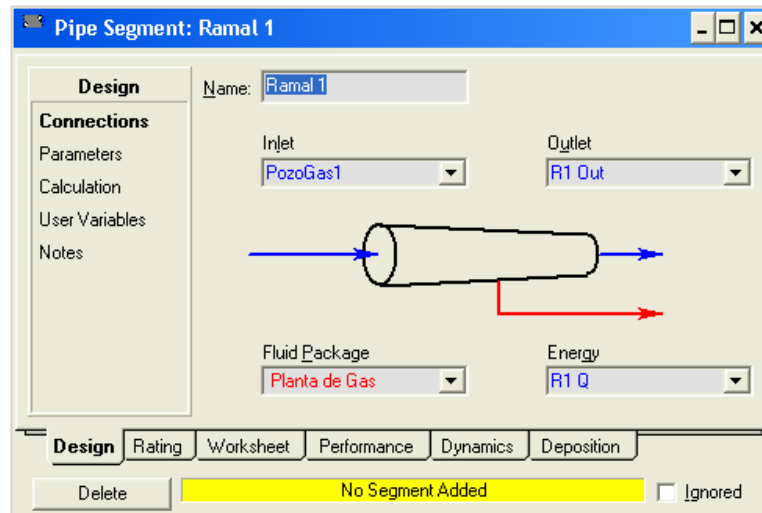 Pipe Segment: Ramal 1
Design
Connections
Parameters
Calculation
User Variables
Notes
Name: Ramal 1
Inlet
PozoGas1
Outlet
R1 Out
Fluid Package
Planta de Gas
Energy
R1 Q
Design Rating Worksheet Performance Dynamics Deposition
Delete No Segment Added Ignored